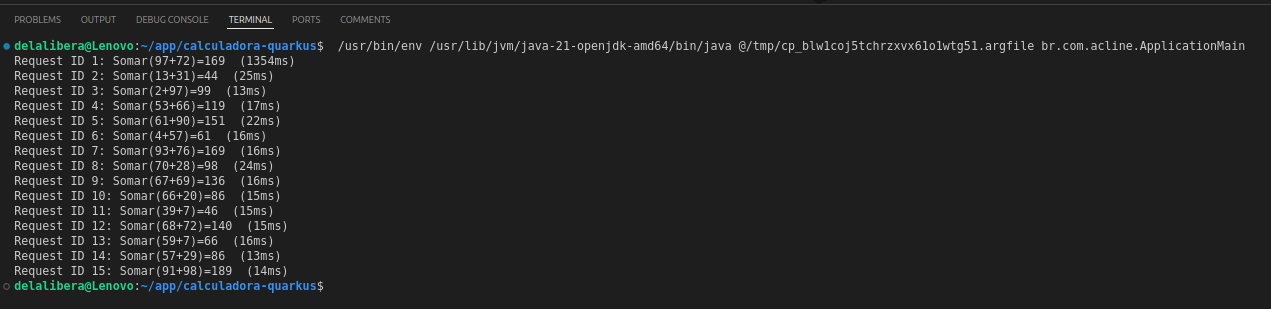 PROBLEMS OUTPUT DEBUG CONSOLE TERMINAL PORTS COMMENTS
delalibera@Lenovo:~/app/calculadora-quarkus$  /usr/bin/env /usr/lib/jvm/java-21-openjdk-amd64/bin/java @/tmp/cp_blw1coj5tchrzxvx61o1wtg51.argfile br.com.acline.ApplicationMain
Request ID 1: Somar(97+72)=169  (1354ms)
Request ID 2: Somar(13+31)=44  (25ms)
Request ID 3: Somar(2+97)=99  (13ms)
Request ID 4: Somar(53+66)=119  (17ms)
Request ID 5: Somar(61+90)=151  (22ms)
Request ID 6: Somar(4+57)=61  (16ms)
Request ID 7: Somar(93+76)=169  (16ms)
Request ID 8: Somar(70+28)=98  (24ms)
Request ID 9: Somar(67+69)=136  (16ms)
Request ID 10: Somar(66+20)=86  (15ms)
Request ID 11: Somar(39+7)=46  (15ms)
Request ID 12: Somar(68+72)=140  (15ms)
Request ID 13: Somar(59+7)=66  (16ms)
Request ID 14: Somar(57+29)=86  (13ms)
Request ID 15: Somar(91+98)=189  (14ms)
delalibera@Lenovo:~/app/calculadora-quarkus$